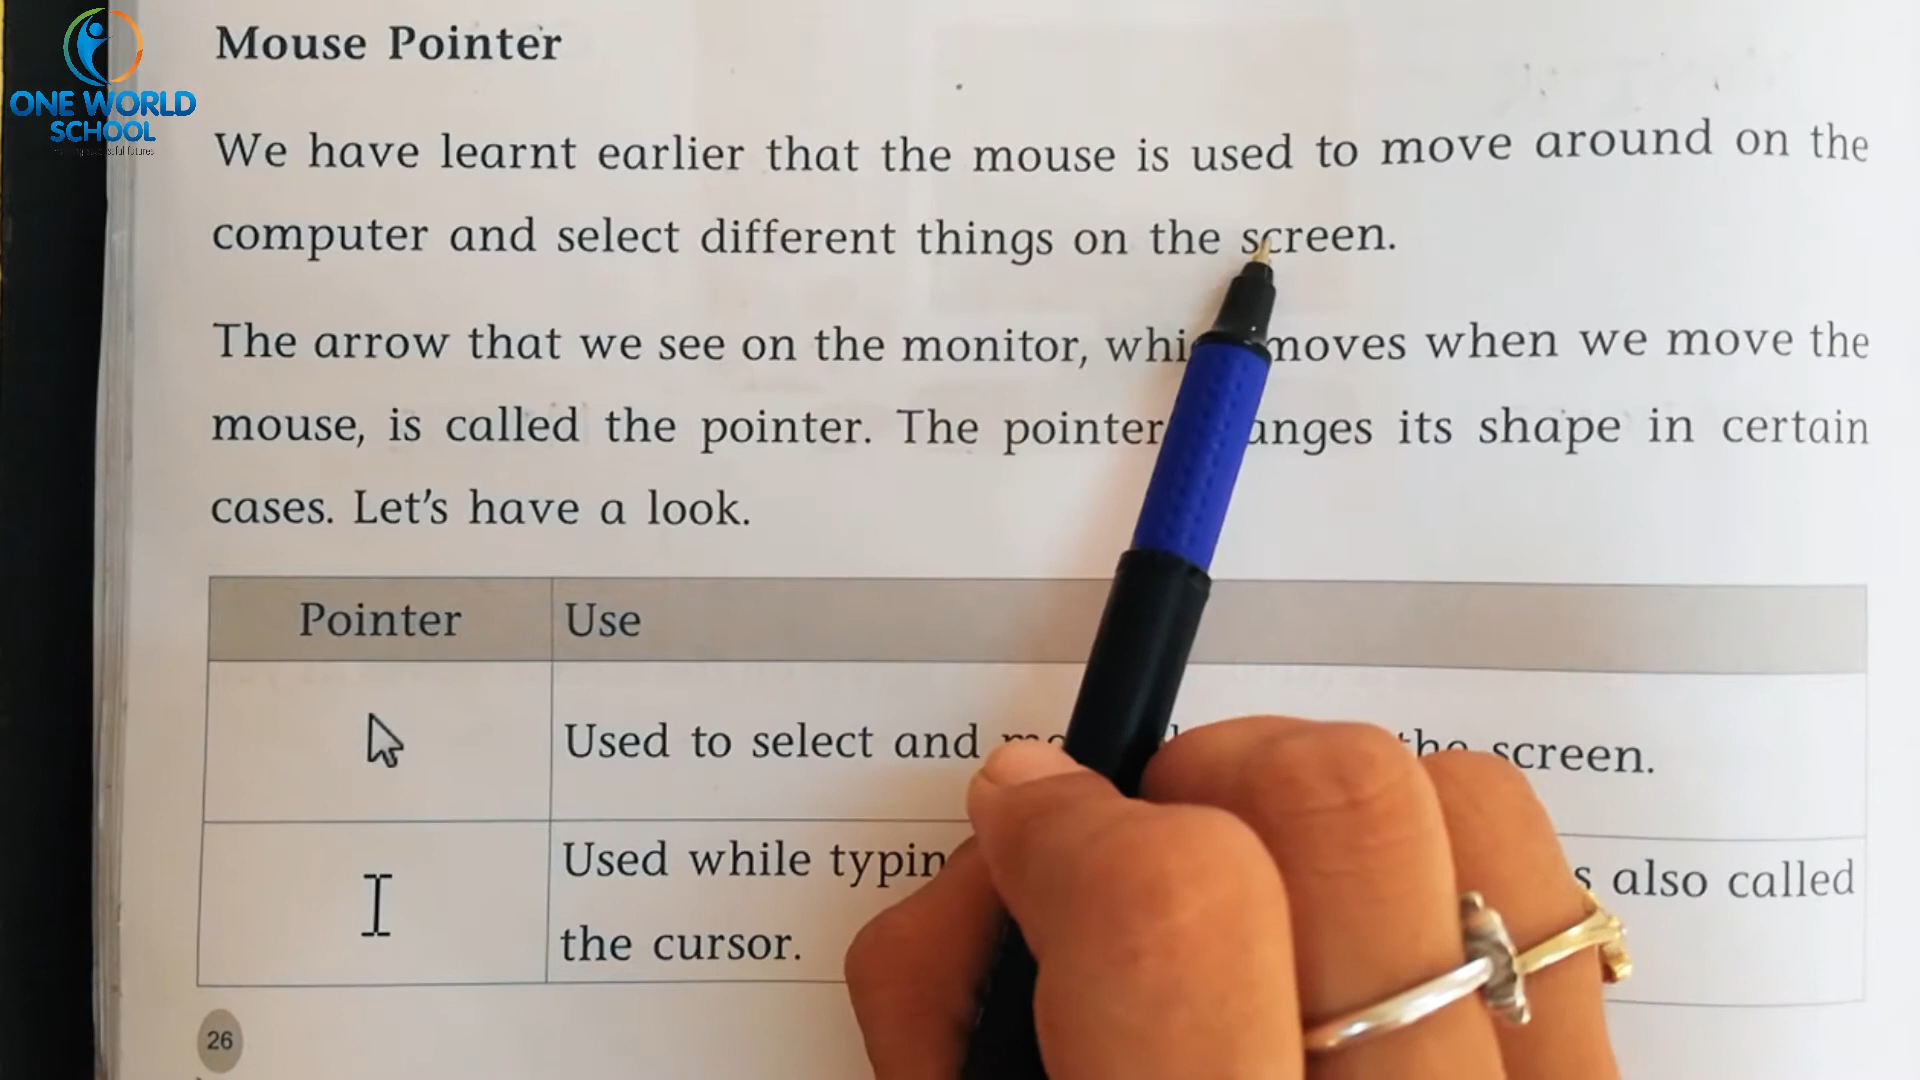 ONE WORLD
SCHOOL
Mouse Pointer
We have learnt earlier that the mouse is used to move around on the
computer and select different things on the screen.
The arrow that we see on the monitor, moves when we move the
mouse, is called the pointer. The pointer its shape in certain
cases. Let's have a look.
Pointer Use
Used to select and the screen.
Used while also called
the cursor.
26